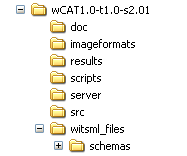 wCAT1.0-t1.0-s2.01
doc
imageformats
results
scripts
server
src
witsml_files
schemas